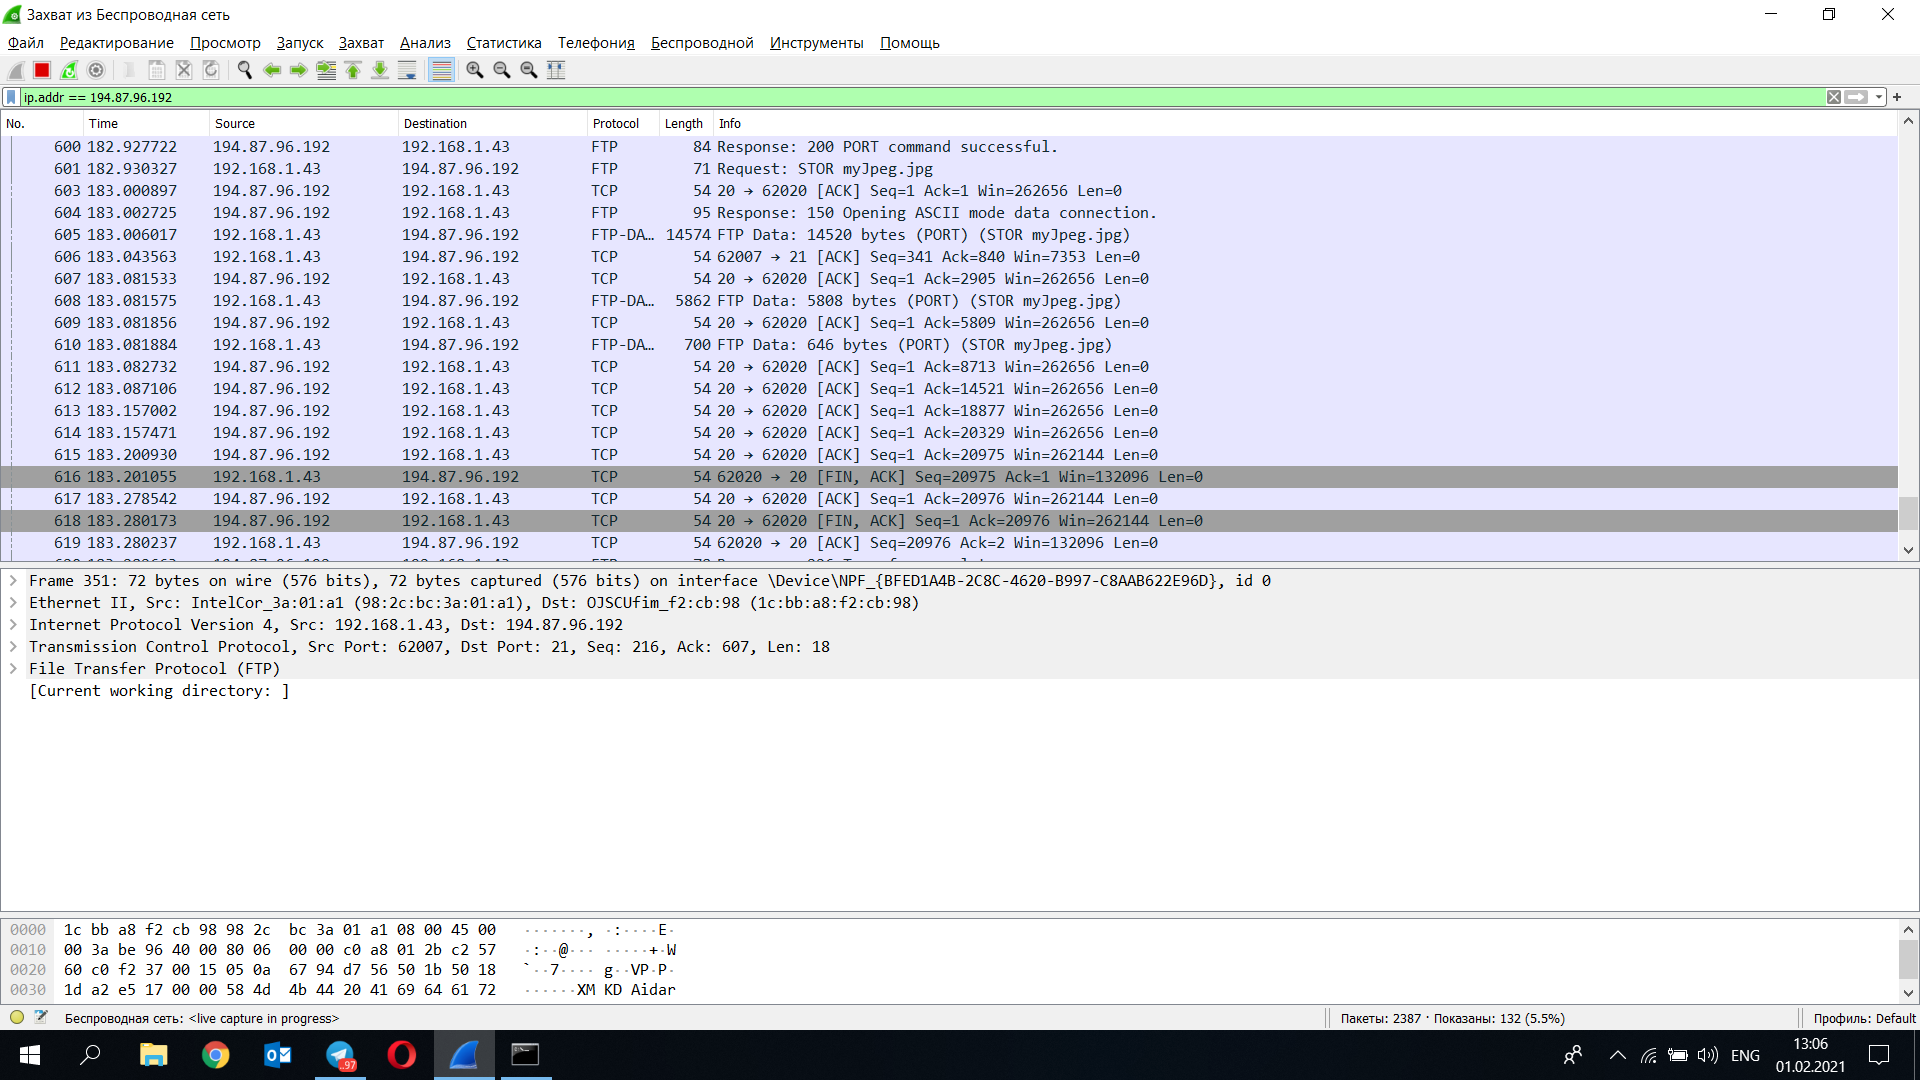 Захват из Беспроводная сеть
Файл Редактирование Просмотр Запуск Захват Анализ Статистика Телефония Беспроводной Инструменты Помощь
ip.addr == 194.87.96.192
No. Time Source Destination Protocol Length Info
600 182.927722 194.87.96.192 192.168.1.43 FTP 84 Response: 200 PORT command successful.
601 182.930327 192.168.1.43 194.87.96.192 FTP 71 Request: STOR myJpeg.jpg
603 183.000897 194.87.96.192 192.168.1.43 TCP 54 20 → 62020 [ACK] Seq=1 Ack=1 Win=262656 Len=0
604 183.002725 194.87.96.192 192.168.1.43 FTP 95 Response: 150 Opening ASCII mode data connection.
605 183.006017 192.168.1.43 194.87.96.192 FTP-DA… 14574 FTP Data: 14520 bytes (PORT) (STOR myJpeg.jpg)
606 183.043563 192.168.1.43 194.87.96.192 TCP 54 62007 → 21 [ACK] Seq=341 Ack=840 Win=7353 Len=0
607 183.081533 194.87.96.192 192.168.1.43 TCP 54 20 → 62020 [ACK] Seq=1 Ack=2905 Win=262656 Len=0
608 183.081575 192.168.1.43 194.87.96.192 FTP-DA… 5862 FTP Data: 5808 bytes (PORT) (STOR myJpeg.jpg)
609 183.081856 194.87.96.192 192.168.1.43 TCP 54 20 → 62020 [ACK] Seq=1 Ack=5809 Win=262656 Len=0
610 183.081884 192.168.1.43 194.87.96.192 FTP-DA… 700 FTP Data: 646 bytes (PORT) (STOR myJpeg.jpg)
611 183.082732 194.87.96.192 192.168.1.43 TCP 54 20 → 62020 [ACK] Seq=1 Ack=8713 Win=262656 Len=0
612 183.087106 194.87.96.192 192.168.1.43 TCP 54 20 → 62020 [ACK] Seq=1 Ack=14521 Win=262656 Len=0
613 183.157002 194.87.96.192 192.168.1.43 TCP 54 20 → 62020 [ACK] Seq=1 Ack=18877 Win=262656 Len=0
614 183.157471 194.87.96.192 192.168.1.43 TCP 54 20 → 62020 [ACK] Seq=1 Ack=20329 Win=262656 Len=0
615 183.200930 194.87.96.192 192.168.1.43 TCP 54 20 → 62020 [ACK] Seq=1 Ack=20975 Win=262144 Len=0
616 183.201055 192.168.1.43 194.87.96.192 TCP 54 62020 → 20 [FIN, ACK] Seq=20975 Ack=1 Win=132096 Len=0
617 183.278542 194.87.96.192 192.168.1.43 TCP 54 20 → 62020 [ACK] Seq=1 Ack=20976 Win=262144 Len=0
618 183.280173 194.87.96.192 192.168.1.43 TCP 54 20 → 62020 [FIN, ACK] Seq=1 Ack=20976 Win=262144 Len=0
619 183.280237 192.168.1.43 194.87.96.192 TCP 54 62020 → 20 [ACK] Seq=20976 Ack=2 Win=132096 Len=0
Frame 351: 72 bytes on wire (576 bits), 72 bytes captured (576 bits) on interface \Device\NPF_{BFED1A4B-2C8C-4620-B997-C8AAB622E96D}, id 0
Ethernet II, Src: IntelCor_3a:01:a1 (98:2c:bc:3a:01:a1), Dst: OJSCUfim_f2:cb:98 (1c:bb:a8:f2:cb:98)
Internet Protocol Version 4, Src: 192.168.1.43, Dst: 194.87.96.192
Transmission Control Protocol, Src Port: 62007, Dst Port: 21, Seq: 216, Ack: 607, Len: 18
File Transfer Protocol (FTP)
[Current working directory: ]
0000 1c bb a8 f2 cb 98 98 2c bc 3a 01 a1 08 00 45 00 ·······, ·:····E·
0010 00 3a be 96 40 00 80 06 00 00 c0 a8 01 2b c2 57 ·:··@··· ·····+·W
0020 60 c0 f2 37 00 15 05 0a 67 94 d7 56 50 1b 50 18 `··7···· g··VP·P·
0030 1d a2 e5 17 00 00 58 4d 4b 44 20 41 69 64 61 72 ······XM KD Aidar
Беспроводная сеть: <live capture in progress>
Пакеты: 2387 · Показаны: 132 (5.5%)
Профиль: Default
..97
ENG
13:06
01.02.2021